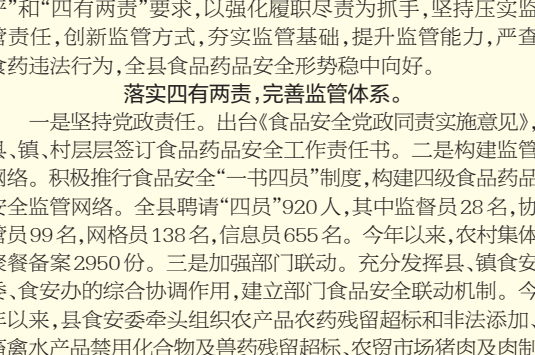 严”和“四有两责”要求,以强化履职尽责为抓手,坚持压实监
管责任,创新监管方式,夯实监管基础,提升监管能力,严查
食药违法行为,全县食品药品安全形势稳中向好。
落实四有两责,完善监管体系。
一是坚持党政责任。出台《食品安全党政同责实施意见》,
县、镇、村层层签订食品药品安全工作责任书。二是构建监管
网络。积极推行食品安全“一书四员”制度,构建四级食品药品
安全监管网络。全县聘请“四员”920人,其中监督员28名,协
管员99名,网格员138名,信息员655名。今年以来,农村集体
聚餐备案2950份。三是加强部门联动。充分发挥县、镇食安
委、食安办的综合协调作用,建立部门食品安全联动机制。今
年以来,县食安委牵头组织农产品农药残留超标和非法添加、
畜禽水产品禁用化合物及兽药残留超标、农贸市场猪肉及肉制